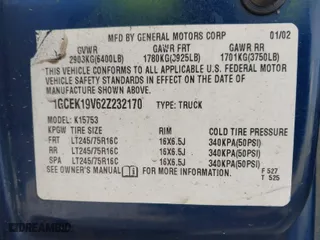 MFD BY GENERAL MOTORS CORP 01/02
GVWR GAWR FRT GAWR RR
2903KG(6400LB) 1780KG(3925LB) 1701KG(3750LB)
THIS VEHICLE CONFORMS TO ALL APPLICABLE U.S. FEDERAL
MOTOR VEHICLE SAFETY STANDARDS IN EFFECT ON THE DATE OF
MANUFACTURE SHOWN ABOVE.
1GCEK19V62Z232170 TYPE: TRUCK
MODEL: K15753
KPGW TIRE SIZE RIM COLD TIRE PRESSURE
FRT LT245/75R16C 16X6.5J 340KPA(50PSI)
RR LT245/75R16C 16X6.5J 340KPA(50PSI)
SPA LT245/75R16C 16X6.5J 340KPA(50PSI)
SEE OWNER'S MANUAL FOR MORE INFORMATION.
F 527
T 525
© DREAMBID